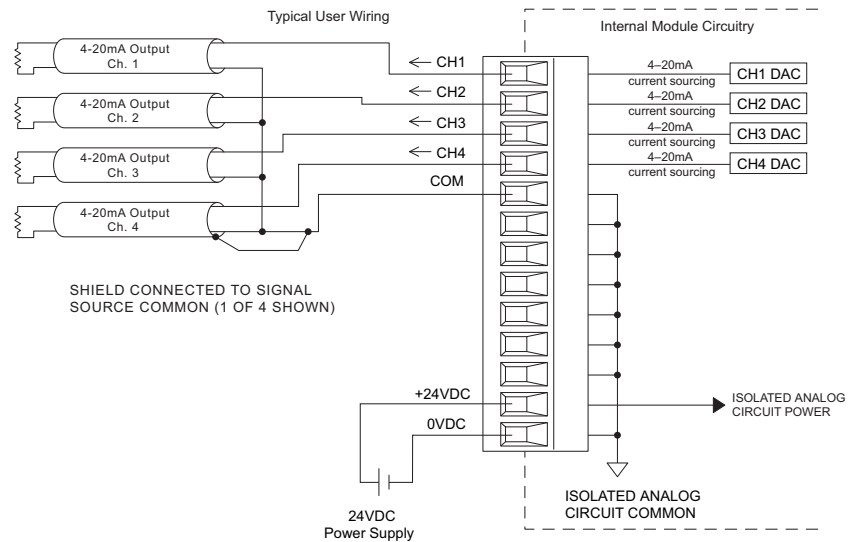 Typical User Wiring
Internal Module Circuitry
4-20mA Output
Ch. 1
4-20mA Output
Ch. 2
4-20mA Output
Ch. 3
4-20mA Output
Ch. 4
SHIELD CONNECTED TO SIGNAL
SOURCE COMMON (1 OF 4 SHOWN)
← CH1
← CH2
← CH3
← CH4
COM
+24VDC
0VDC
24VDC
Power Supply
4–20mA
current sourcing
CH1 DAC
4–20mA
current sourcing
CH2 DAC
4–20mA
current sourcing
CH3 DAC
4–20mA
current sourcing
CH4 DAC
ISOLATED ANALOG
CIRCUIT POWER
ISOLATED ANALOG
CIRCUIT COMMON